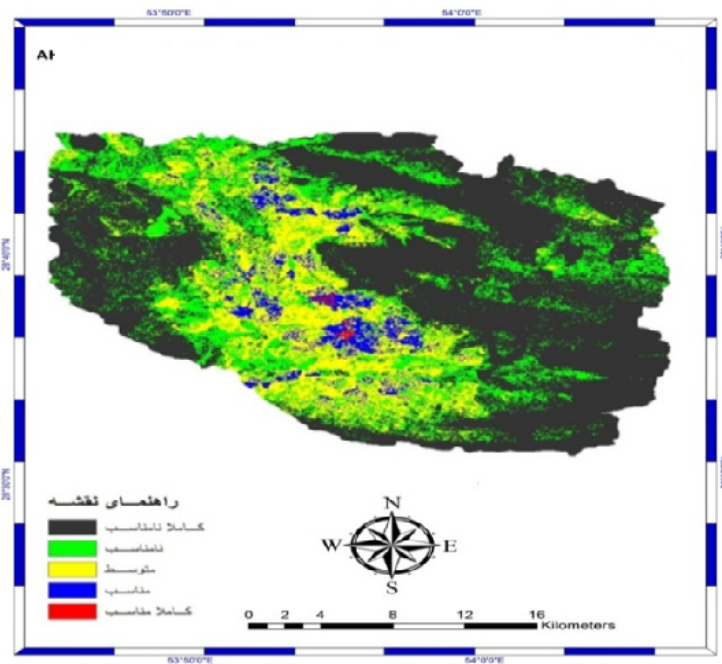 53°50'0"E 54°0'0"E
AH
28°40'0"N
28°30'0"N
راهنمای نقشه
کاملا نامناسب
نامناسب
متوسط
مناسب
کاملا مناسب
N
W E
S
0 2 4 8 12 16
Kilometers
53°50'0"E 54°0'0"E